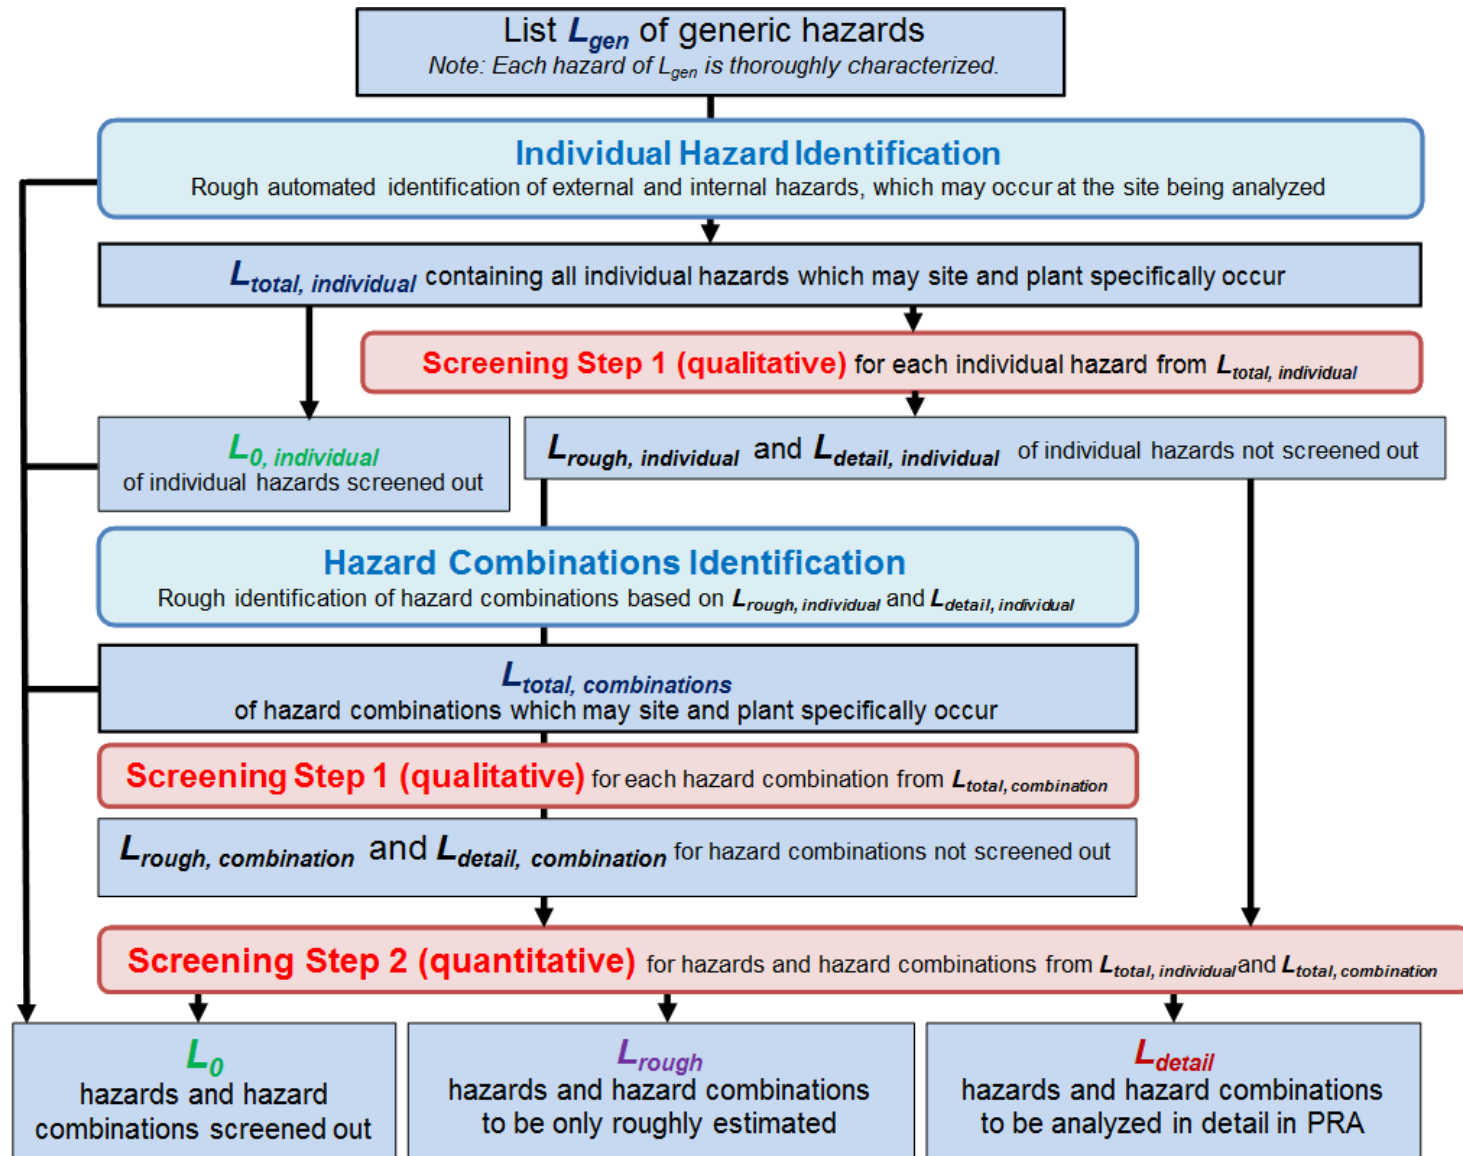 List L_gen of generic hazards
Note: Each hazard of L_gen is thoroughly characterized.
Individual Hazard Identification
Rough automated identification of external and internal hazards, which may occur at the site being analyzed
L_total, individual containing all individual hazards which may site and plant specifically occur
Screening Step 1 (qualitative) for each individual hazard from L_total, individual
L_0, individual
of individual hazards screened out
L_rough, individual and L_detail, individual of individual hazards not screened out
Hazard Combinations Identification
Rough identification of hazard combinations based on L_rough, individual and L_detail, individual
L_total, combinations
of hazard combinations which may site and plant specifically occur
Screening Step 1 (qualitative) for each hazard combination from L_total, combination
L_rough, combination and L_detail, combination for hazard combinations not screened out
Screening Step 2 (quantitative) for hazards and hazard combinations from L_total, individual and L_total, combination
L_0
hazards and hazard
combinations screened out
L_rough
hazards and hazard combinations
to be only roughly estimated
L_detail
hazards and hazard combinations
to be analyzed in detail in PRA